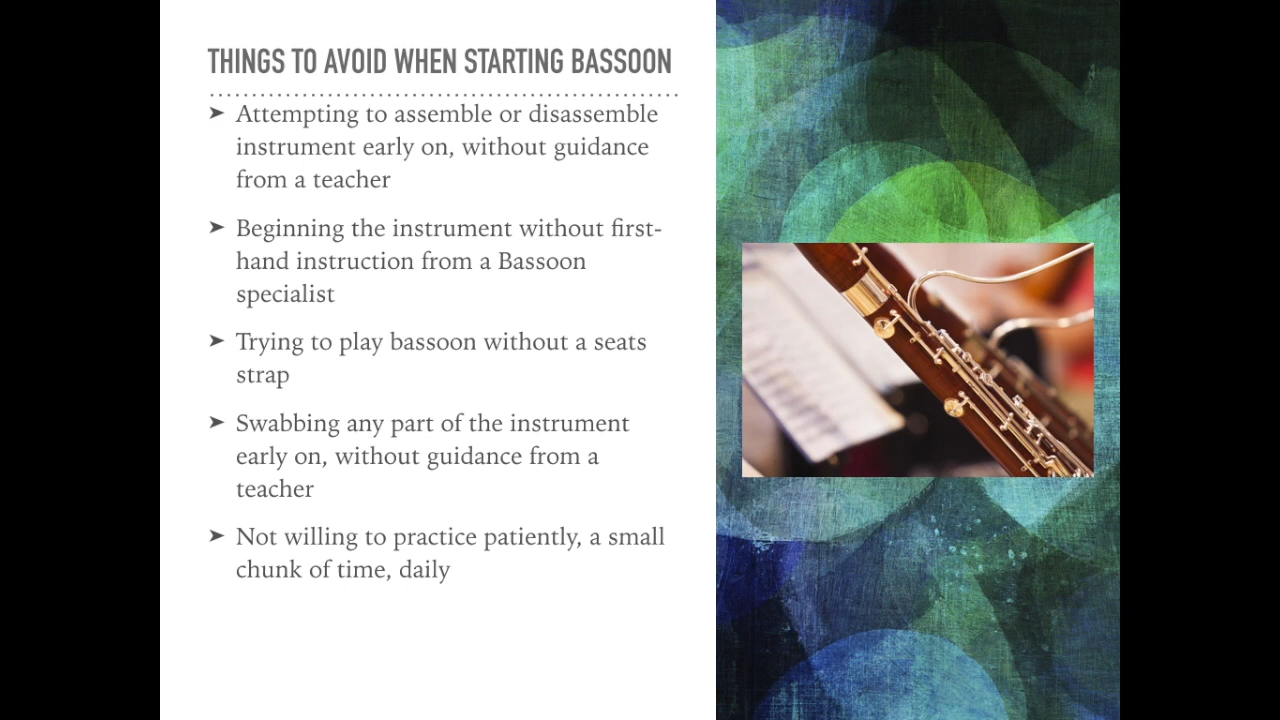 THINGS TO AVOID WHEN STARTING BASSOON
➤ Attempting to assemble or disassemble
instrument early on, without guidance
from a teacher
➤ Beginning the instrument without first-
hand instruction from a Bassoon
specialist
➤ Trying to play bassoon without a seats
strap
➤ Swabbing any part of the instrument
early on, without guidance from a
teacher
➤ Not willing to practice patiently, a small
chunk of time, daily